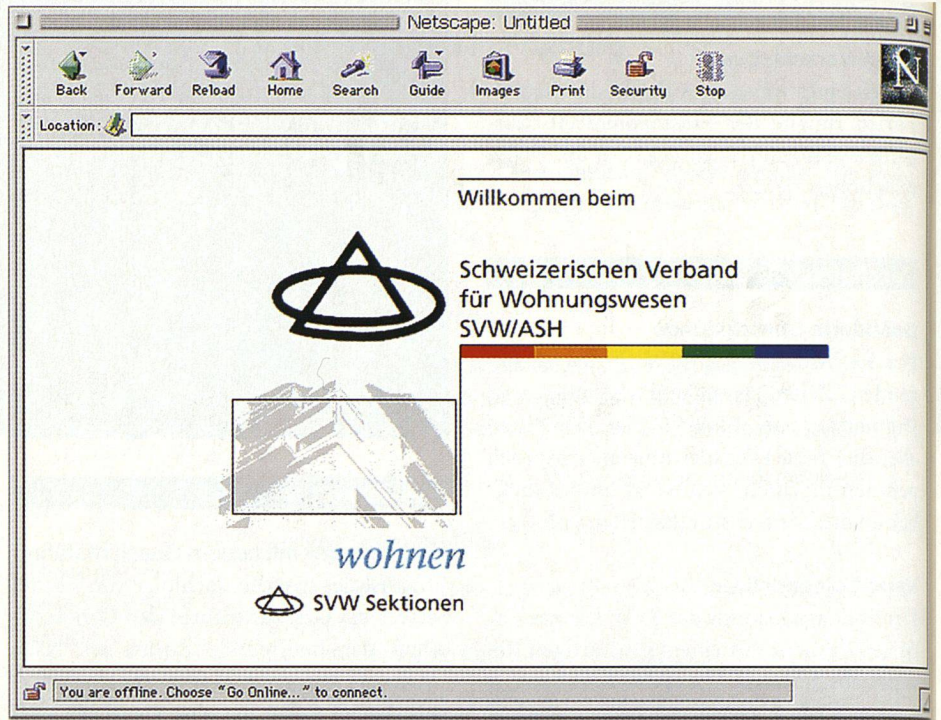 Netscape: Untitled
Back Forward Reload Home Search Guide Images Print Security Stop
N
Location:
Willkommen beim
Schweizerischen Verband
für Wohnungswesen
SVW/ASH
wohnen
SVW Sektionen
You are offline. Choose "Go Online..." to connect.